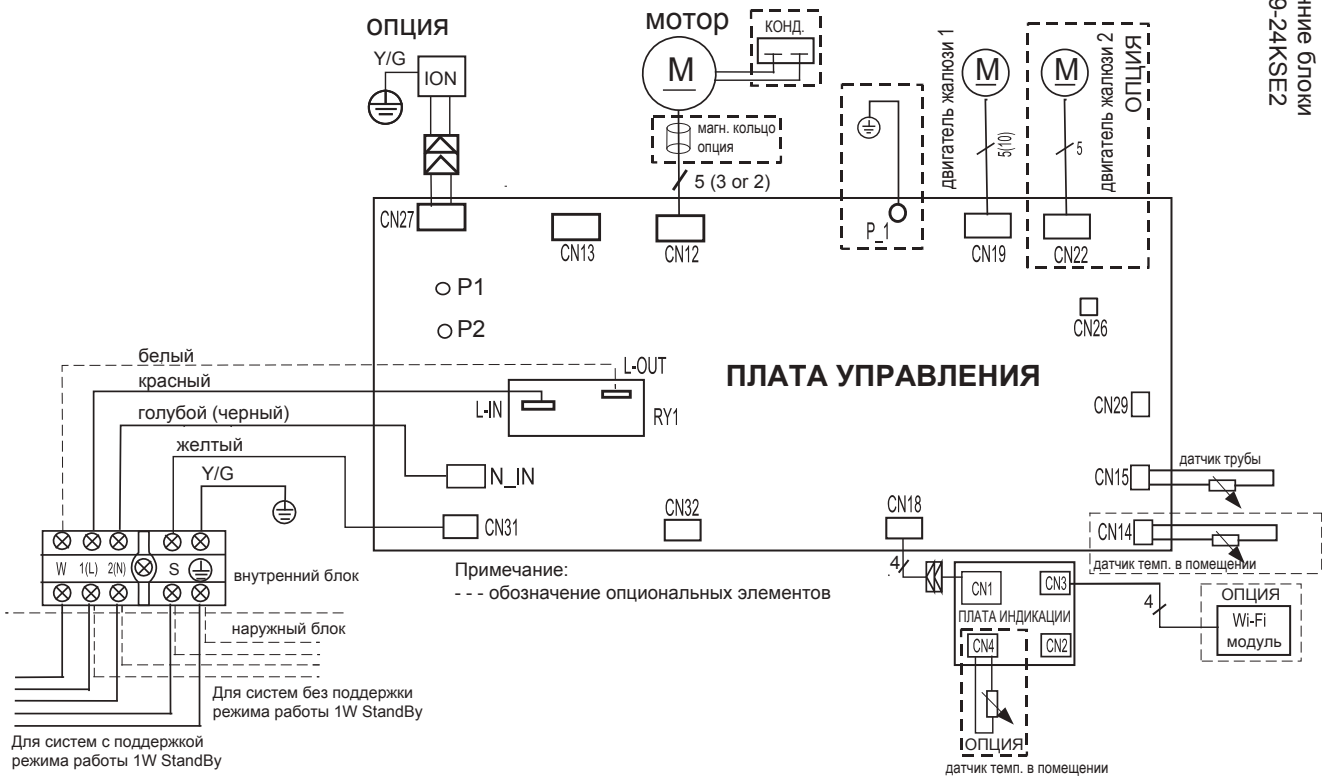 нние блоки
9-24KSE2
ОПЦИЯ
Y/G
ION
МОТОР
КОНД.
M
магн. кольцо
опция
5 (3 or 2)
двигатель жалюзи 1
M
5(10)
двигатель жалюзи 2
ОПЦИЯ
M
5
CN27
CN13
CN12
P_1
CN19
CN22
P1
P2
CN26
белый
L-OUT
ПЛАТА УПРАВЛЕНИЯ
красный
L-IN
RY1
CN29
голубой (черный)
желтый
N_IN
Y/G
CN15
датчик трубы
CN31
CN32
CN18
CN14
датчик темп. в помещении
W
1(L)
2(N)
S
внутренний блок
Примечание:
- - - обозначение опциональных элементов
4
CN1
CN3
ПЛАТА ИНДИКАЦИИ
4
ОПЦИЯ
Wi-Fi
модуль
CN4
CN2
наружный блок
Для систем без поддержки
режима работы 1W StandBy
Для систем с поддержкой
режима работы 1W StandBy
ОПЦИЯ
датчик темп. в помещении